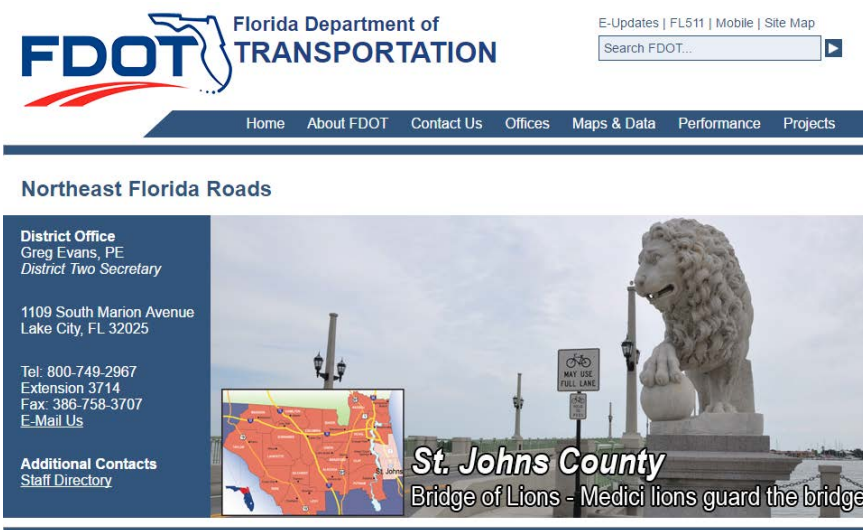 FDOT
Florida Department of
TRANSPORTATION
E-Updates | FL511 | Mobile | Site Map
Search FDOT...
Home About FDOT Contact Us Offices Maps & Data Performance Projects
Northeast Florida Roads
District Office
Greg Evans, PE
District Two Secretary
1109 South Marion Avenue
Lake City, FL 32025
Tel: 800-749-2967
Extension 3714
Fax: 386-758-3707
E-Mail Us
Additional Contacts
Staff Directory
MAY USE
FULL LANE
St. Johns
St. Johns County
Bridge of Lions - Medici lions guard the bridge